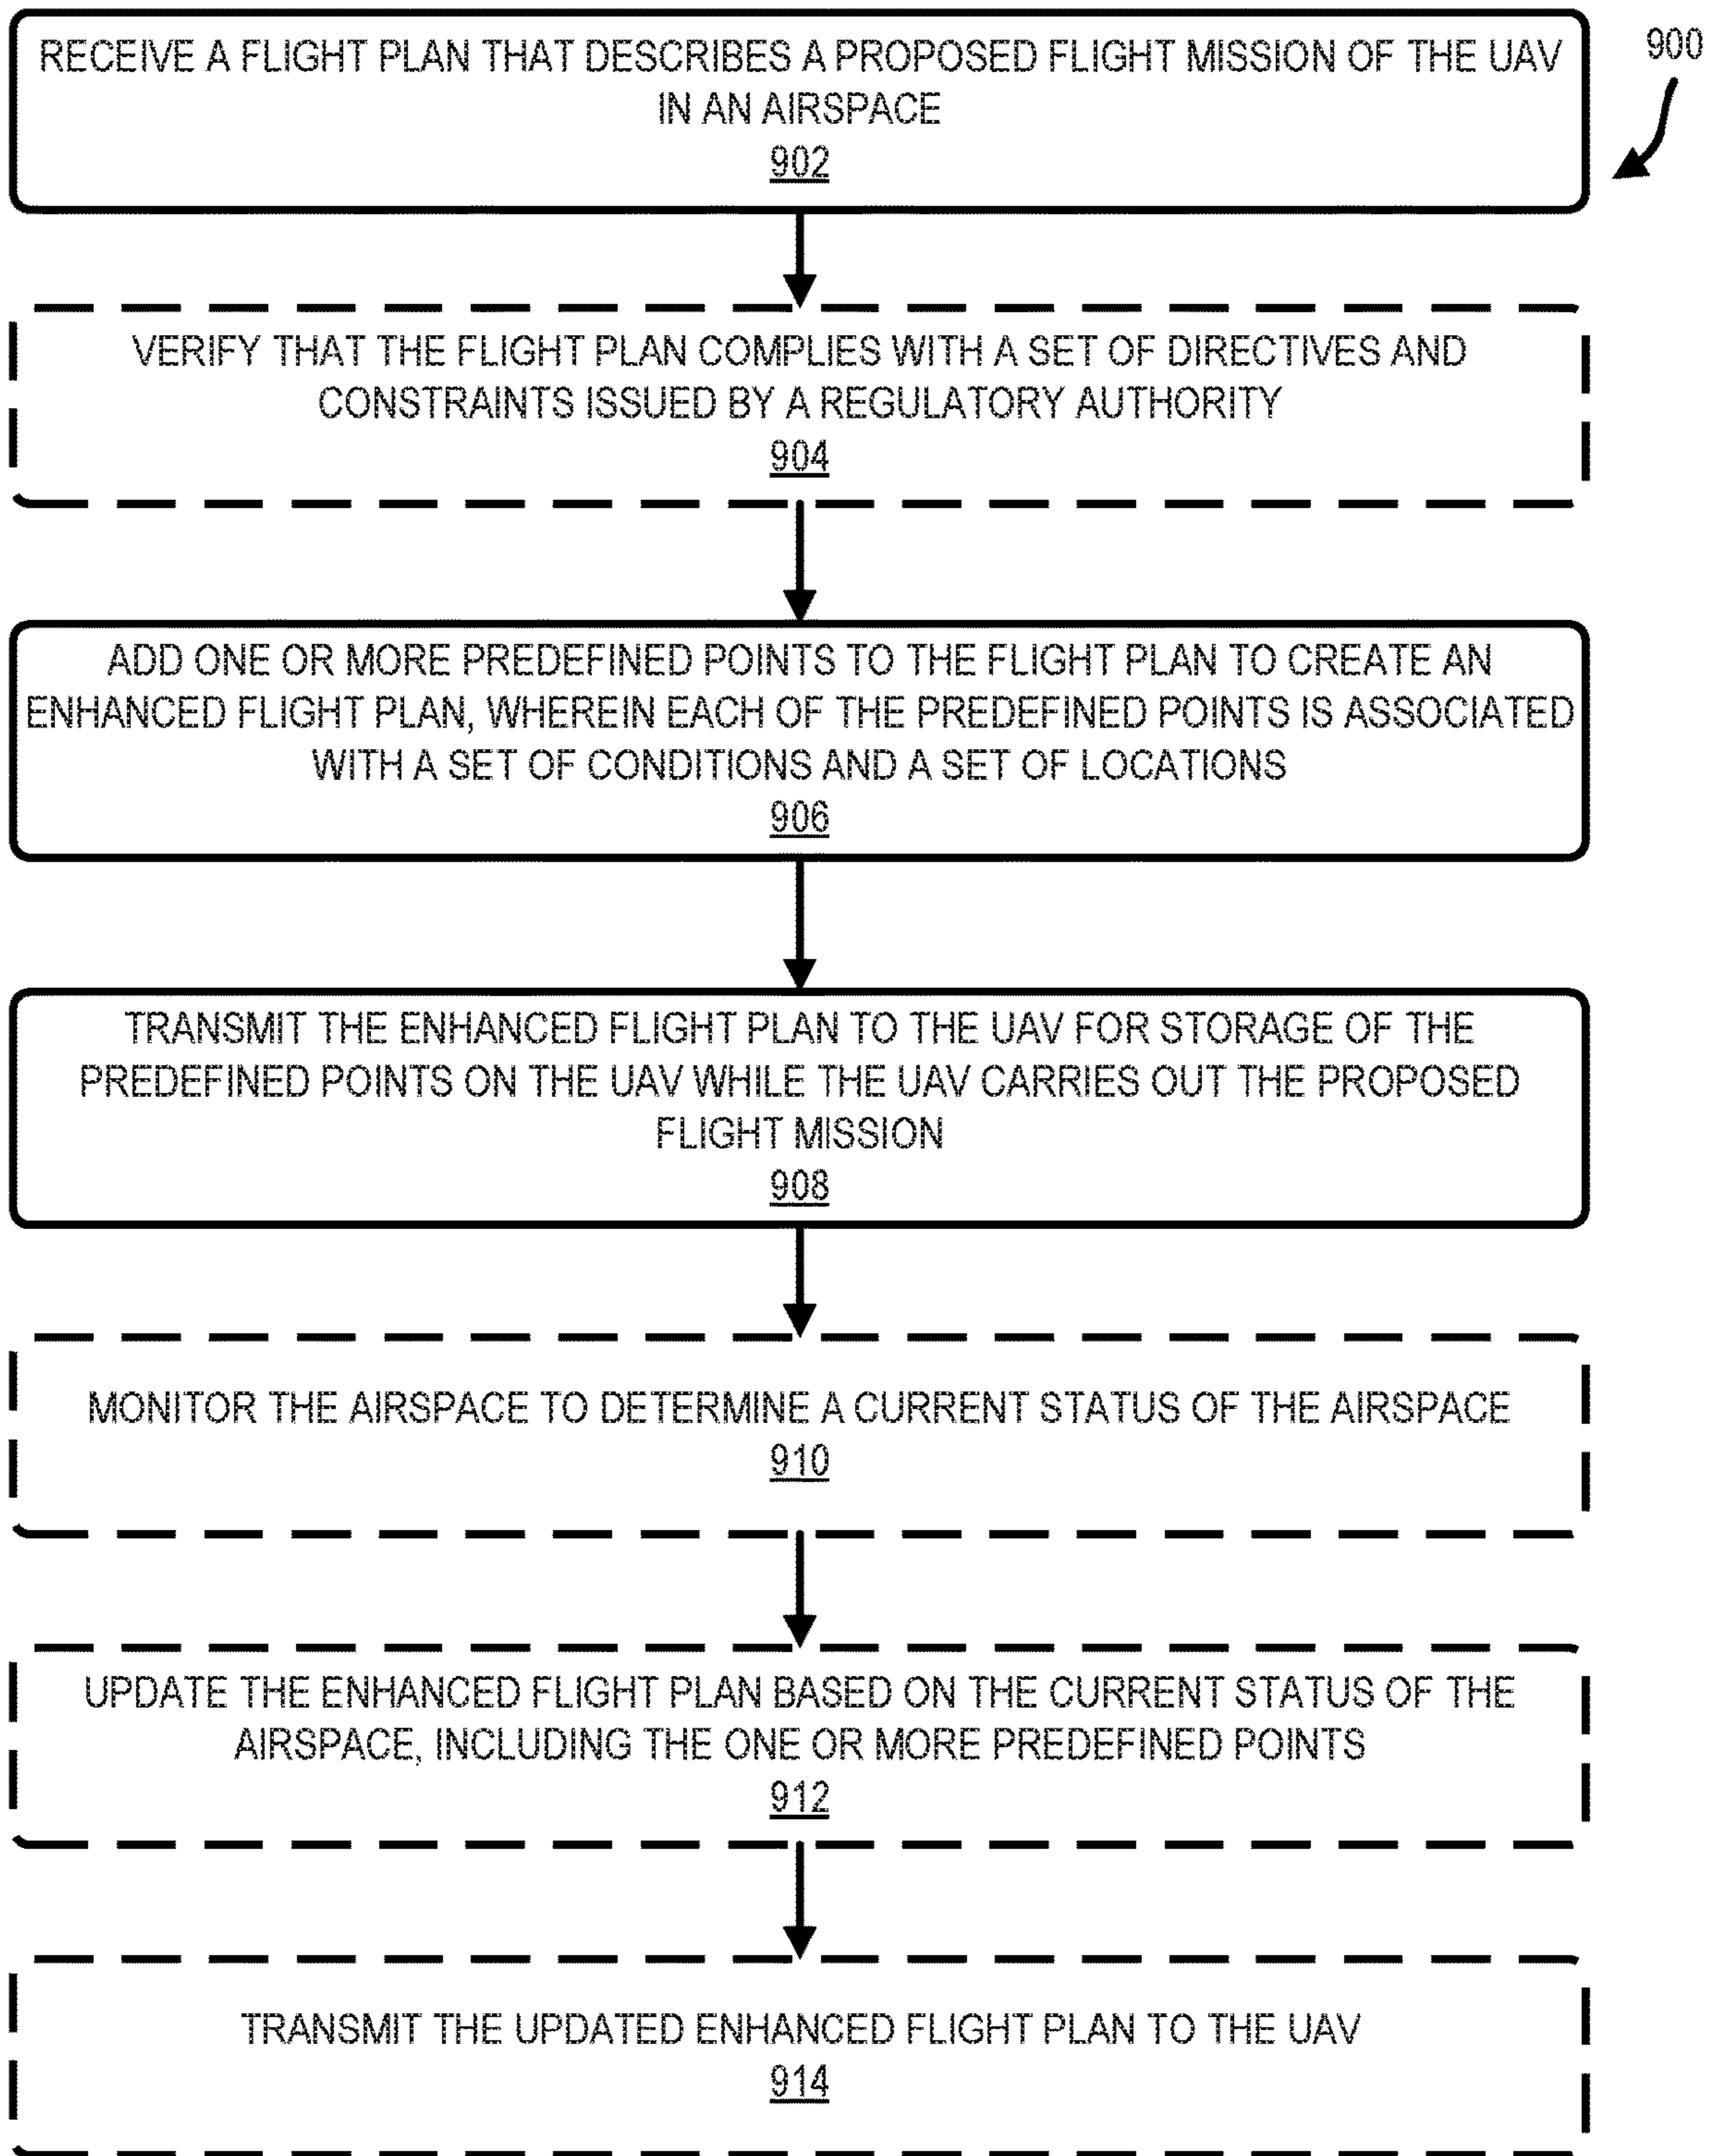 RECEIVE A FLIGHT PLAN THAT DESCRIBES A PROPOSED FLIGHT MISSION OF THE UAV
IN AN AIRSPACE
902
900
VERIFY THAT THE FLIGHT PLAN COMPLIES WITH A SET OF DIRECTIVES AND
CONSTRAINTS ISSUED BY A REGULATORY AUTHORITY
904
ADD ONE OR MORE PREDEFINED POINTS TO THE FLIGHT PLAN TO CREATE AN
ENHANCED FLIGHT PLAN, WHEREIN EACH OF THE PREDEFINED POINTS IS ASSOCIATED
WITH A SET OF CONDITIONS AND A SET OF LOCATIONS
906
TRANSMIT THE ENHANCED FLIGHT PLAN TO THE UAV FOR STORAGE OF THE
PREDEFINED POINTS ON THE UAV WHILE THE UAV CARRIES OUT THE PROPOSED
FLIGHT MISSION
908
MONITOR THE AIRSPACE TO DETERMINE A CURRENT STATUS OF THE AIRSPACE
910
UPDATE THE ENHANCED FLIGHT PLAN BASED ON THE CURRENT STATUS OF THE
AIRSPACE, INCLUDING THE ONE OR MORE PREDEFINED POINTS
912
TRANSMIT THE UPDATED ENHANCED FLIGHT PLAN TO THE UAV
914